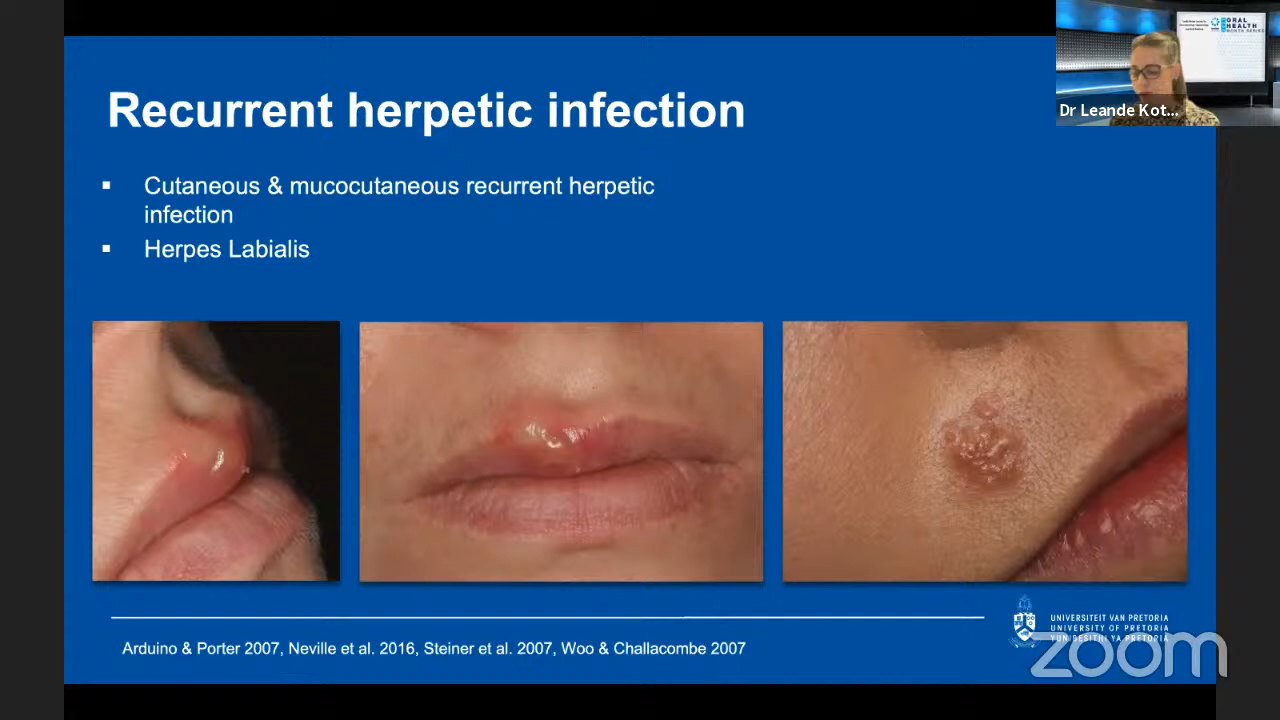 ORAL
HEALTH
Dr Leande Kot...
Recurrent herpetic infection
▪ Cutaneous & mucocutaneous recurrent herpetic
infection
▪ Herpes Labialis
Arduino & Porter 2007, Neville et al. 2016, Steiner et al. 2007, Woo & Challacombe 2007
UNIVERSITEIT VAN PRETORIA
UNIVERSITY OF PRETORIA
YUNIBESITHI YA PRETORIA
zoom